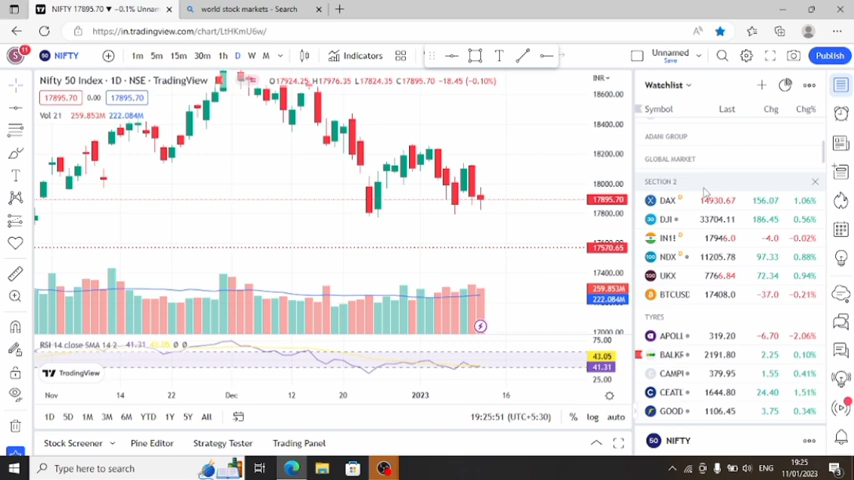 NIFTY 17895.70 ▼ −0.1% Unnam
world stock markets - Search
https://in.tradingview.com/chart/LtHKmU6w/
NIFTY
1m 5m 15m 30m 1h D W M
Indicators
Unnamed
Save
Publish
Nifty 50 Index · 1D · NSE · TradingView
O17924.25 H17976.35 L17824.35 C17895.70 −18.45 (−0.10%)
INR
17895.70 0.00 17895.70
Vol 21 259.853M 222.084M
18600.00
18400.00
18200.00
18000.00
17895.70
17570.65
17400.00
259.853M
222.084M
17000.00
RSI 14 close SMA 14 2 41.31 43.05 Ø Ø
75.00
43.05
41.31
25.00
TradingView
Nov 14 22 Dec 12 20 2023 16
1D 5D 1M 3M 6M YTD 1Y 5Y All
19:25:51 (UTC+5:30) % log auto
Stock Screener Pine Editor Strategy Tester Trading Panel
Watchlist
Symbol Last Chg Chg%
ADANI GROUP
GLOBAL MARKET
SECTION 2
DAX 14930.67 156.07 1.06%
DJI 33704.11 186.45 0.56%
IN1! 17946.0 -4.0 -0.02%
NDX 11205.78 97.33 0.88%
UKX 7766.84 72.34 0.94%
BTCUSD 17408.0 -37.0 -0.21%
TYRES
APOLL 319.20 -6.70 -2.06%
BALKR 2191.80 2.25 0.10%
CAMPI 379.95 1.55 0.41%
CEATL 1644.80 24.40 1.51%
GOOD 1106.45 3.75 0.34%
50 NIFTY
Type here to search
ENG
19:25
11/01/2023